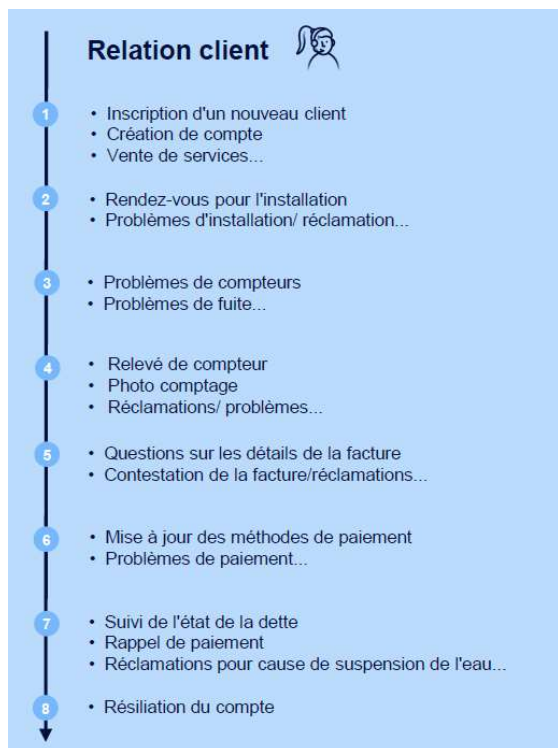 Relation client
1
• Inscription d'un nouveau client
• Création de compte
• Vente de services...
2
• Rendez-vous pour l'installation
• Problèmes d'installation/ réclamation...
3
• Problèmes de compteurs
• Problèmes de fuite...
4
• Relevé de compteur
• Photo comptage
• Réclamations/ problèmes...
5
• Questions sur les détails de la facture
• Contestation de la facture/réclamations...
6
• Mise à jour des méthodes de paiement
• Problèmes de paiement...
7
• Suivi de l'état de la dette
• Rappel de paiement
• Réclamations pour cause de suspension de l'eau...
8
• Résiliation du compte